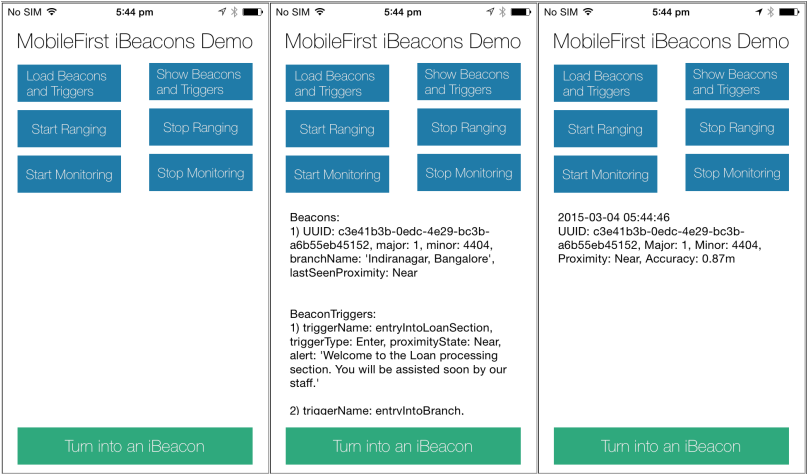 No SIM 5:44 pm
MobileFirst iBeacons Demo
Load Beacons
and Triggers
Show Beacons
and Triggers
Start Ranging
Stop Ranging
Start Monitoring
Stop Monitoring
Turn into an iBeacon
No SIM 5:44 pm
MobileFirst iBeacons Demo
Load Beacons
and Triggers
Show Beacons
and Triggers
Start Ranging
Stop Ranging
Start Monitoring
Stop Monitoring
Beacons:
1) UUID: c3e41b3b-0edc-4e29-bc3b-
a6b55eb45152, major: 1, minor: 4404,
branchName: 'Indiranagar, Bangalore',
lastSeenProximity: Near
BeaconTriggers:
1) triggerName: entryIntoLoanSection,
triggerType: Enter, proximityState: Near,
alert: 'Welcome to the Loan processing
section. You will be assisted soon by our
staff.'
2) triggerName: entryIntoBranch,
Turn into an iBeacon
No SIM 5:44 pm
MobileFirst iBeacons Demo
Load Beacons
and Triggers
Show Beacons
and Triggers
Start Ranging
Stop Ranging
Start Monitoring
Stop Monitoring
2015-03-04 05:44:46
UUID: c3e41b3b-0edc-4e29-bc3b-
a6b55eb45152, Major: 1, Minor: 4404,
Proximity: Near, Accuracy: 0.87m
Turn into an iBeacon